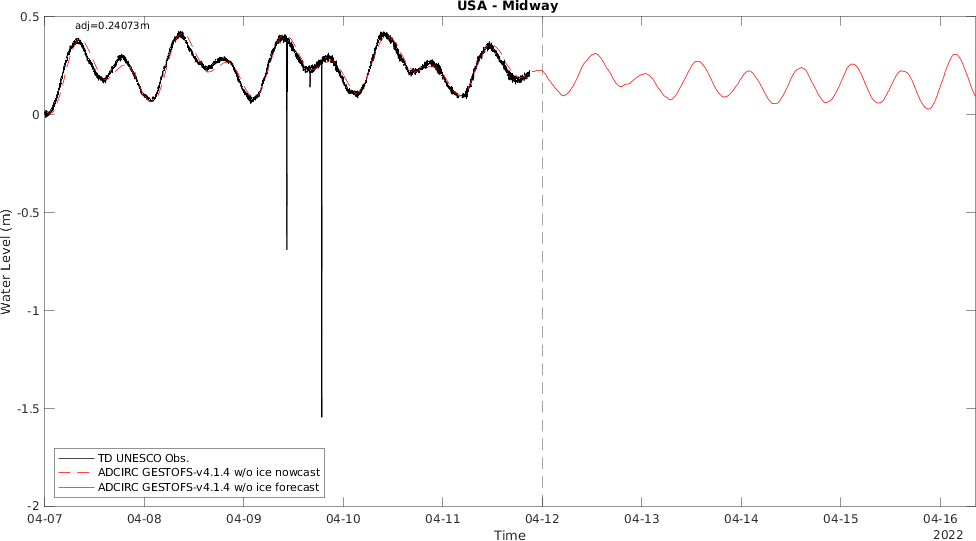 USA - Midway
adj=0.24073m
0.5
0
-0.5
-1
-1.5
-2
Water Level (m)
TD UNESCO Obs.
ADCIRC GESTOFS-v4.1.4 w/o ice nowcast
ADCIRC GESTOFS-v4.1.4 w/o ice forecast
04-07 04-08 04-09 04-10 04-11 04-12 04-13 04-14 04-15 04-16
Time
2022